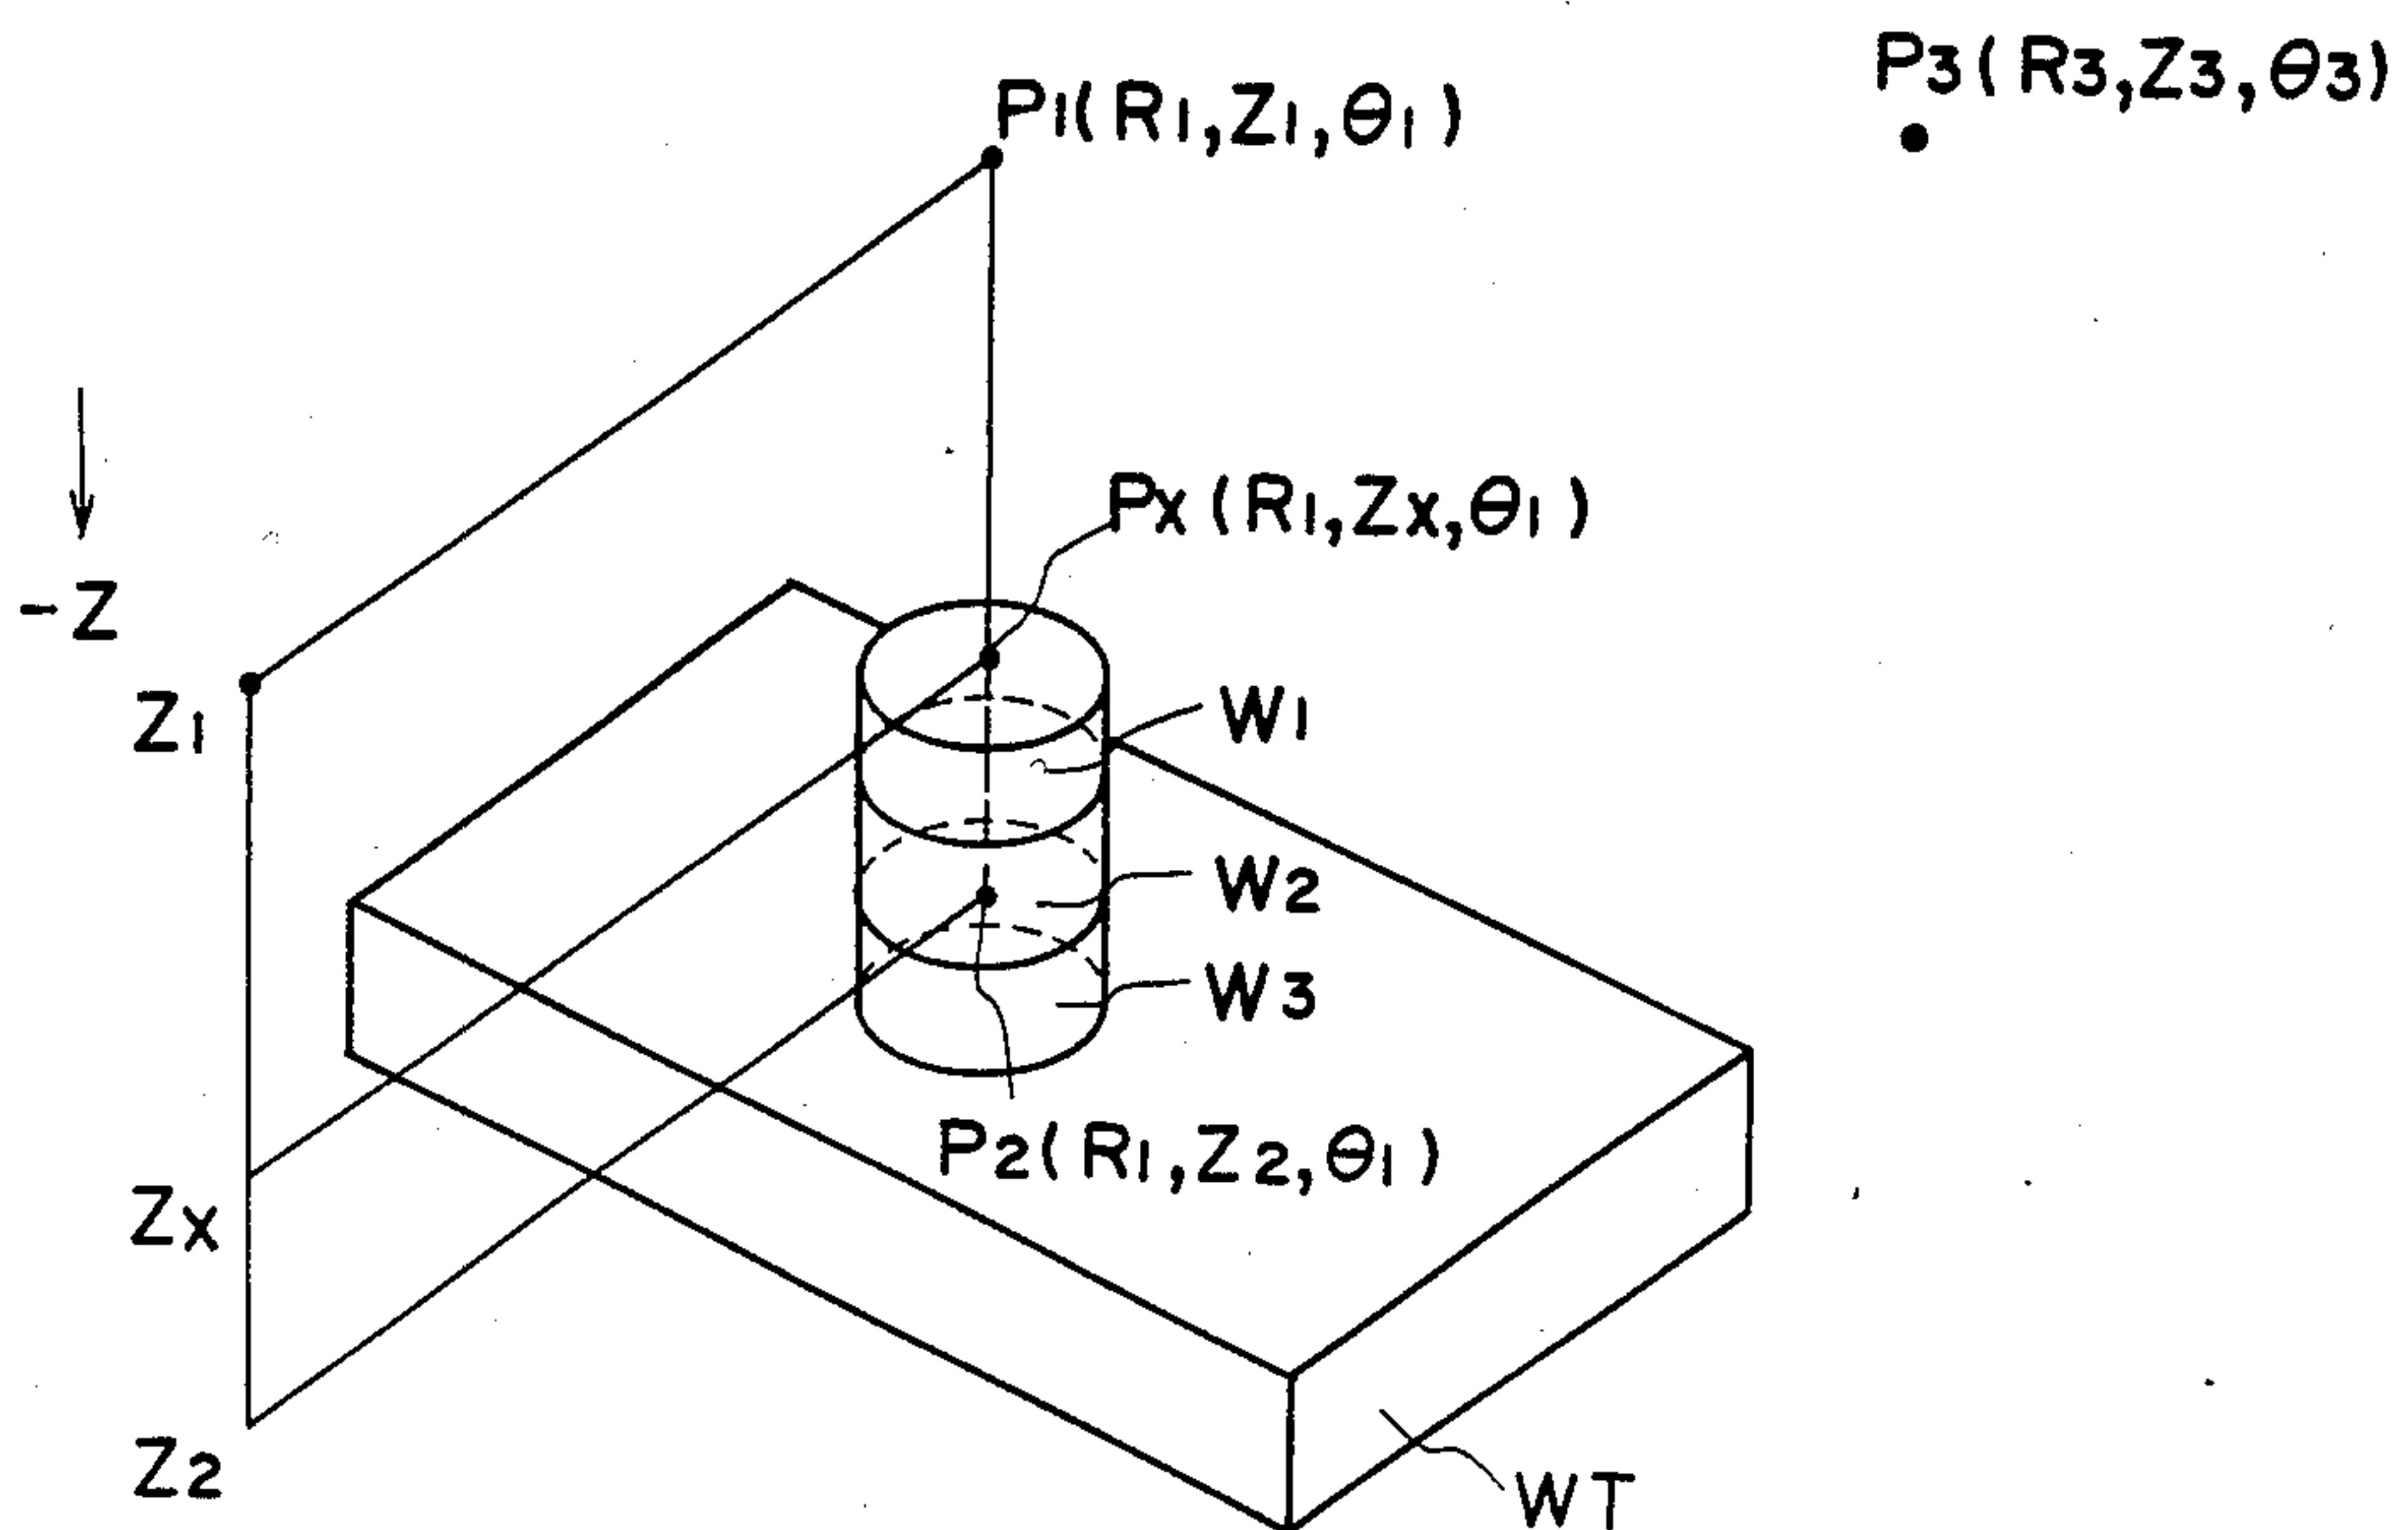 P3(R3,Z3,θ3)
P1(R1,Z1,θ1)
Px(R1,Zx,θ1)
-Z
Z1
W1
W2
W3
P2(R1,Z2,θ1)
Zx
Z2
WT